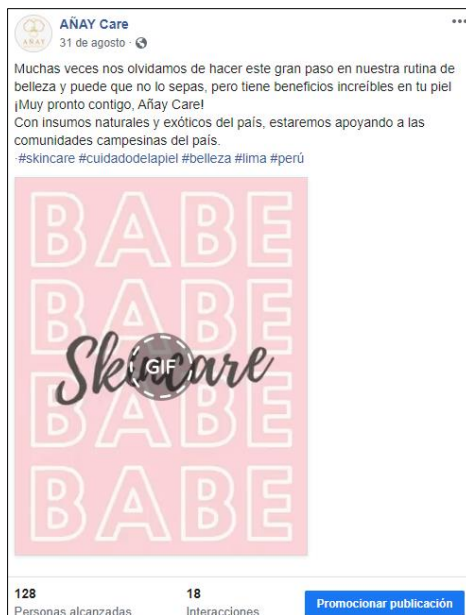 AÑAY Care
AÑAY
31 de agosto ·
Muchas veces nos olvidamos de hacer este gran paso en nuestra rutina de
belleza y puede que no lo sepas, pero tiene beneficios increíbles en tu piel
¡Muy pronto contigo, Añay Care!
Con insumos naturales y exóticos del país, estaremos apoyando a las
comunidades campesinas del país.
·#skincare #cuidadodelapiel #belleza #lima #perú
BABE
BABE
Skincare
GIF
BABE
BABE
128
Personas alcanzadas
18
Interacciones
Promocionar publicación